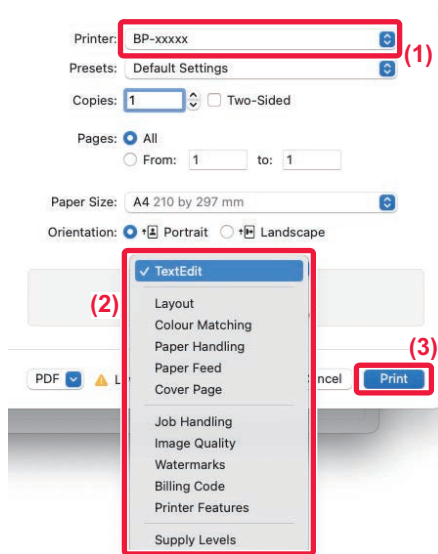 Printer: BP-xxxxx
(1)
Presets: Default Settings
Copies: 1 Two-Sided
Pages: All
From: 1 to: 1
Paper Size: A4 210 by 297 mm
Orientation: Portrait Landscape
(2)
✓ TextEdit
Layout
Colour Matching
Paper Handling
Paper Feed
Cover Page
Job Handling
Image Quality
Watermarks
Billing Code
Printer Features
Supply Levels
(3)
PDF L ncel Print